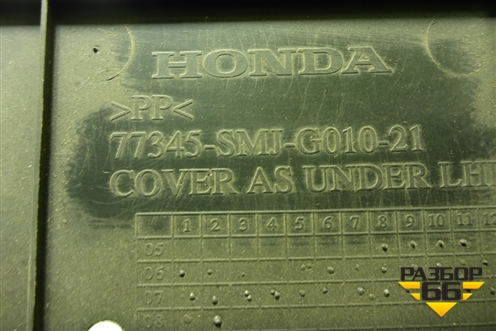 HONDA
>PP<
77345-SMJ-G010-21
COVER AS UNDER LH
1 2 3 4 5 6 7 8 9 10 11
05
06
07
08
РАЗБОР
66